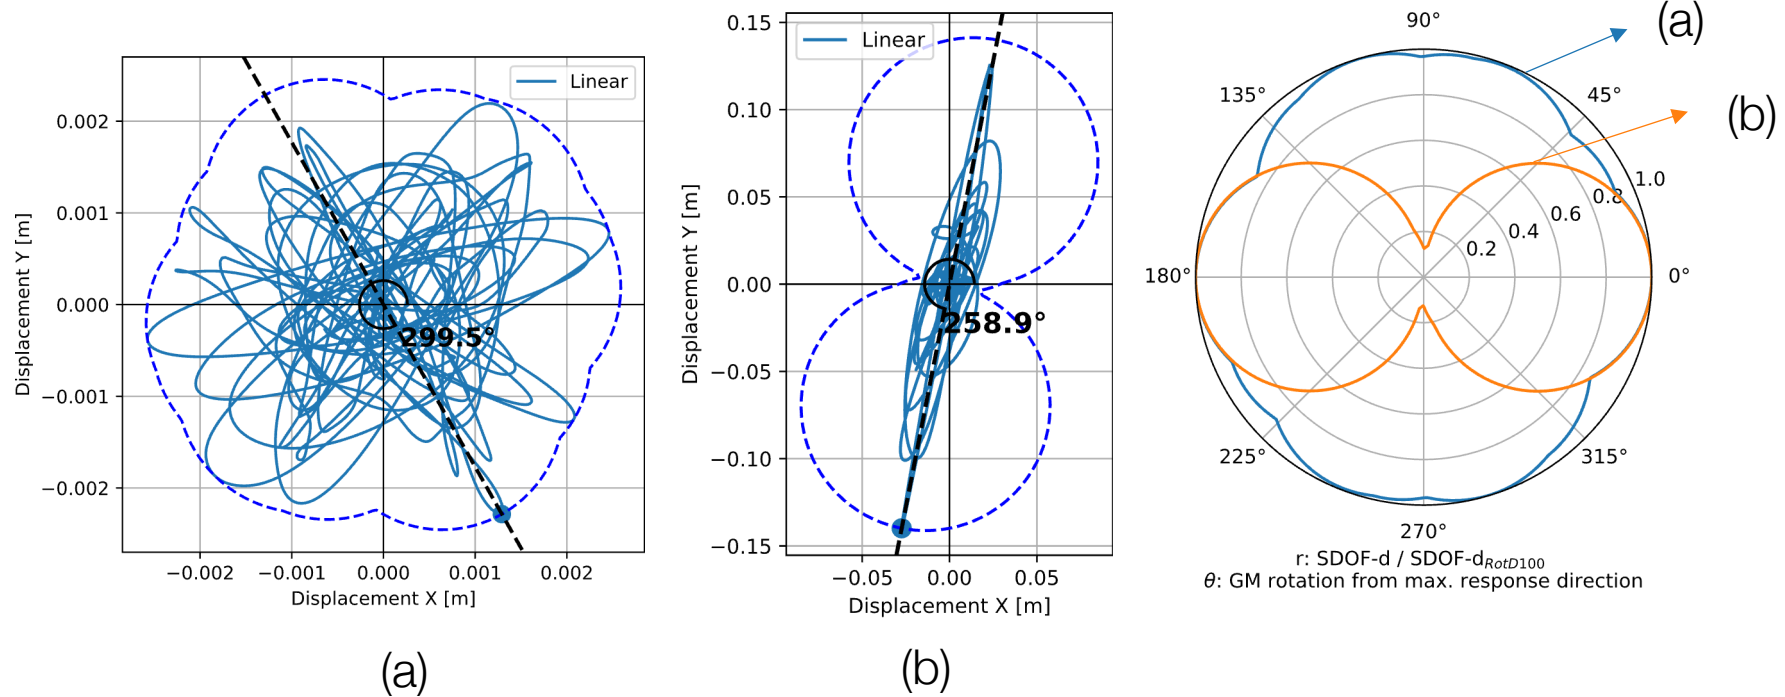 Linear
0.002
0.001
0.000
−0.001
−0.002
Displacement Y [m]
299.5°
−0.002
−0.001
0.000
0.001
0.002
Displacement X [m]
(a)
Linear
0.15
0.10
0.05
0.00
−0.05
−0.10
−0.15
Displacement Y [m]
258.9°
−0.05
0.00
0.05
Displacement X [m]
(b)
90°
(a)
135°
45°
(b)
1.0
0.8
0.6
0.4
0.2
180°
0°
225°
315°
270°
r: SDOF-d / SDOF-dRotD100
θ: GM rotation from max. response direction